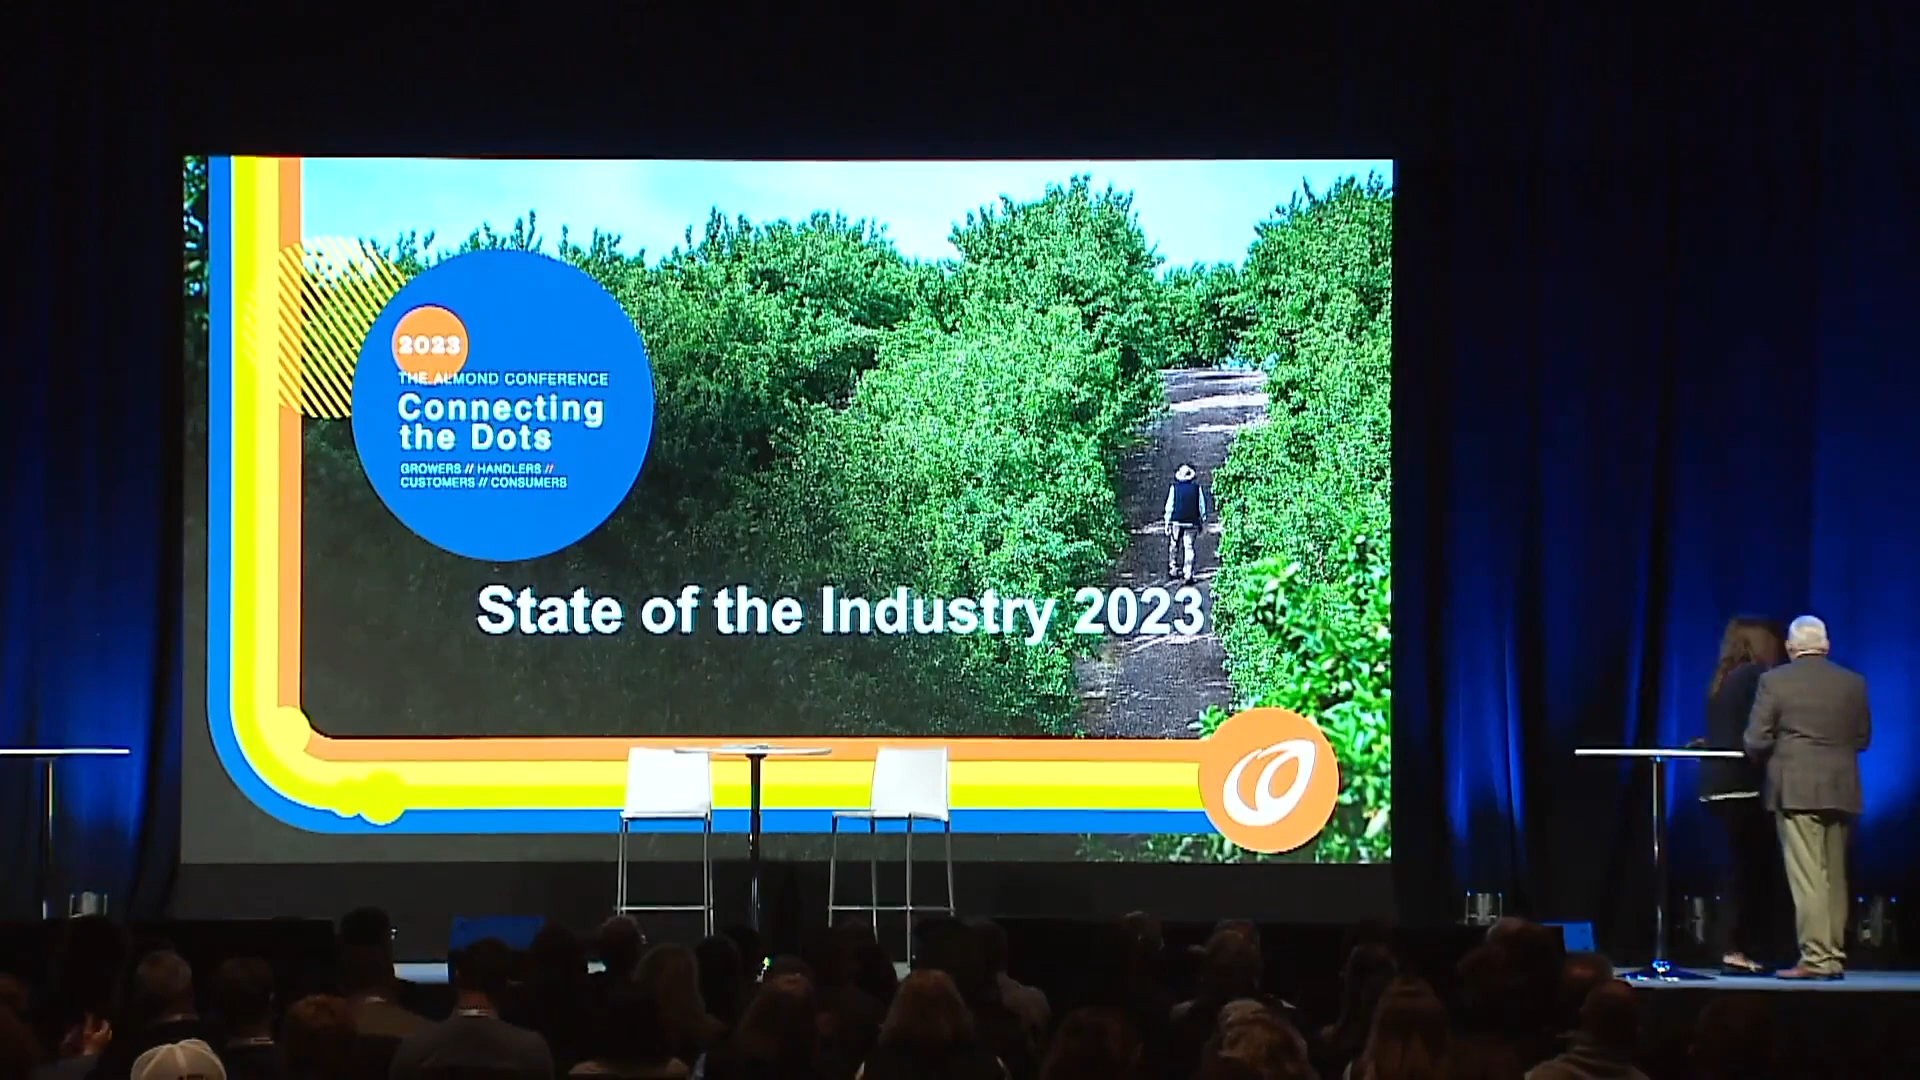 2023
THE ALMOND CONFERENCE
Connecting
the Dots
GROWERS // HANDLERS //
CUSTOMERS // CONSUMERS
State of the Industry 2023